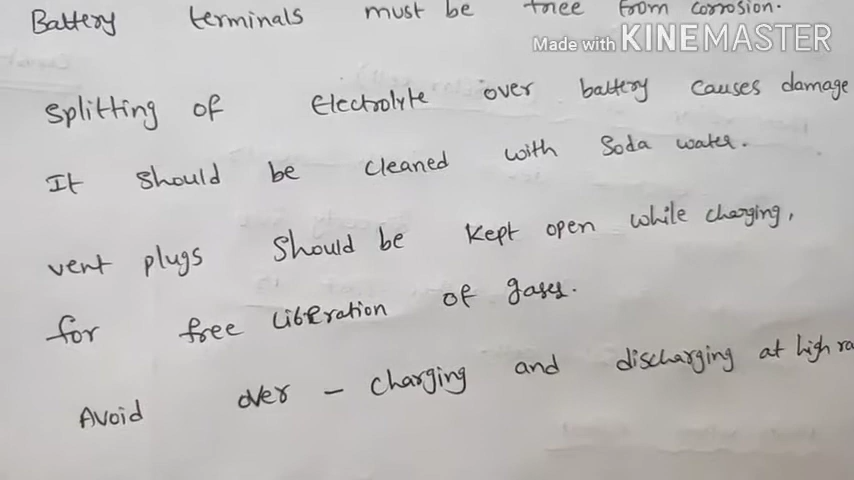 Battery terminals must be free from corrosion.
Made with KINEMASTER
Splitting of Electrolyte over battery causes damage
It should be cleaned with Soda water.
vent plugs should be kept open while charging,
for free Liberation of gases.
Avoid over - charging and discharging at high ra